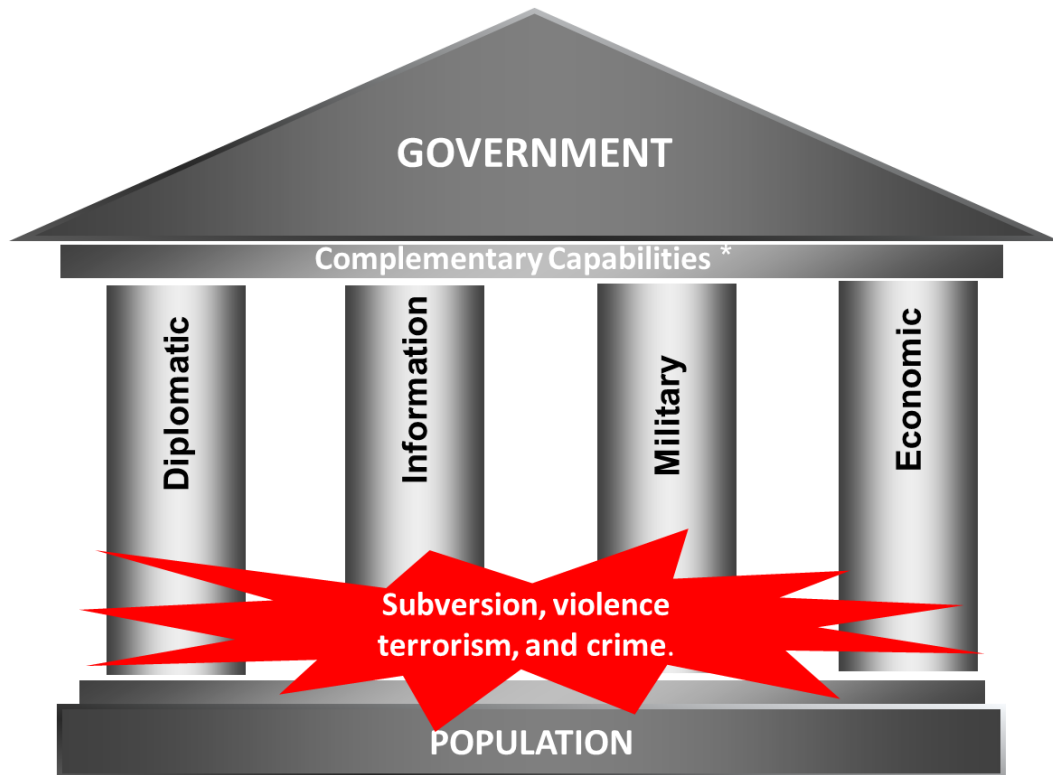 GOVERNMENT
Complementary Capabilities *
Diplomatic
Information
Military
Economic
Subversion, violence
terrorism, and crime.
POPULATION